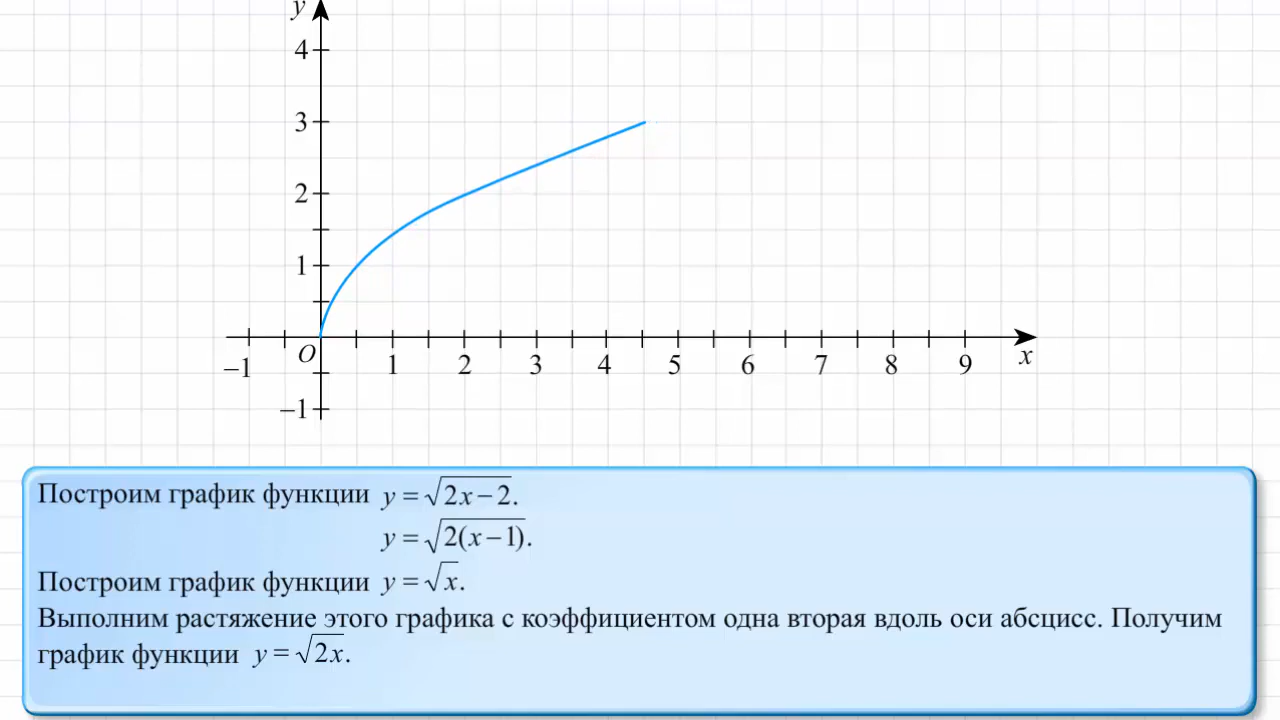 y
4
3
2
1
O
–1 1 2 3 4 5 6 7 8 9 x
–1
Построим график функции y = √(2x – 2).
y = √(2(x – 1)).
Построим график функции y = √x.
Выполним растяжение этого графика с коэффициентом одна вторая вдоль оси абсцисс. Получим
график функции y = √(2x).